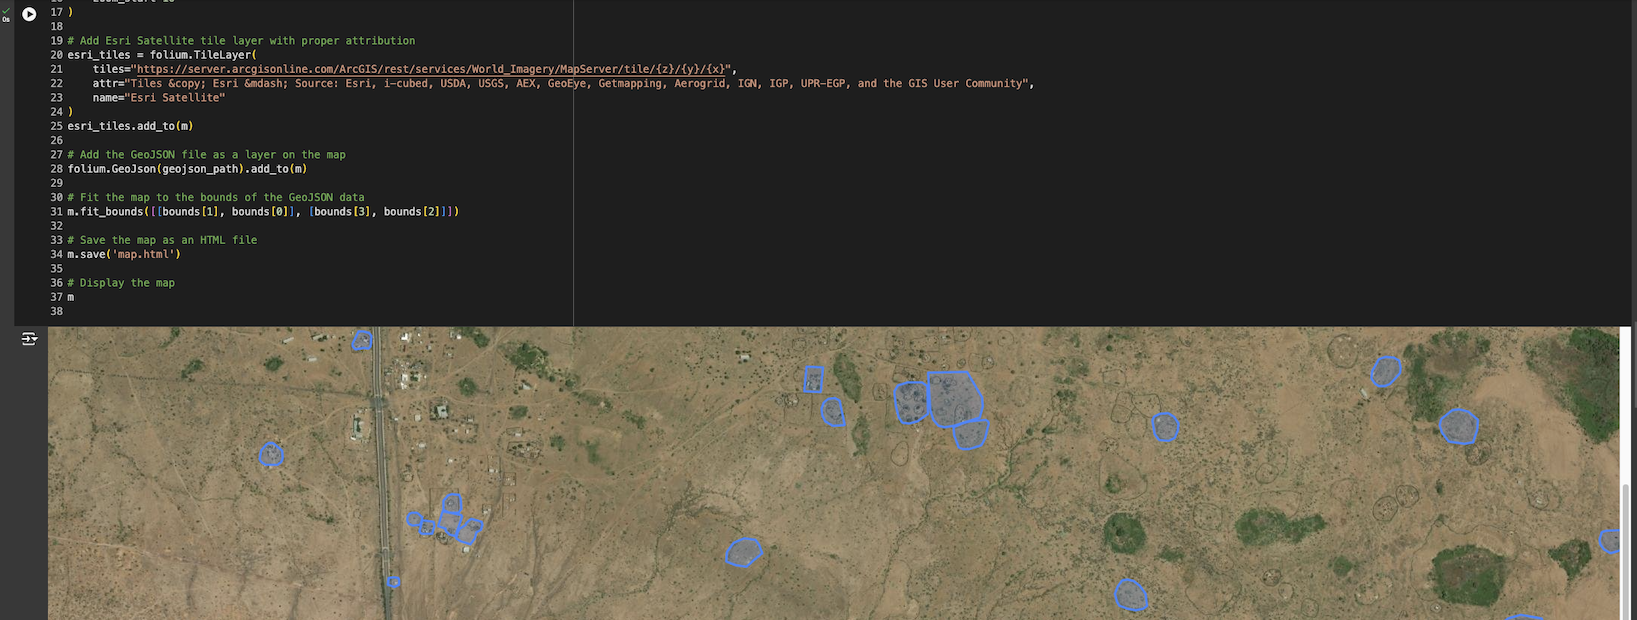 17 )
18
19 # Add Esri Satellite tile layer with proper attribution
20 esri_tiles = folium.TileLayer(
21     tiles="https://server.arcgisonline.com/ArcGIS/rest/services/World_Imagery/MapServer/tile/{z}/{y}/{x}",
22     attr="Tiles &copy; Esri &mdash; Source: Esri, i-cubed, USDA, USGS, AEX, GeoEye, Getmapping, Aerogrid, IGN, IGP, UPR-EGP, and the GIS User Community",
23     name="Esri Satellite"
24 )
25 esri_tiles.add_to(m)
26
27 # Add the GeoJSON file as a layer on the map
28 folium.GeoJson(geojson_path).add_to(m)
29
30 # Fit the map to the bounds of the GeoJSON data
31 m.fit_bounds([[bounds[1], bounds[0]], [bounds[3], bounds[2]]])
32
33 # Save the map as an HTML file
34 m.save('map.html')
35
36 # Display the map
37 m
38
0s